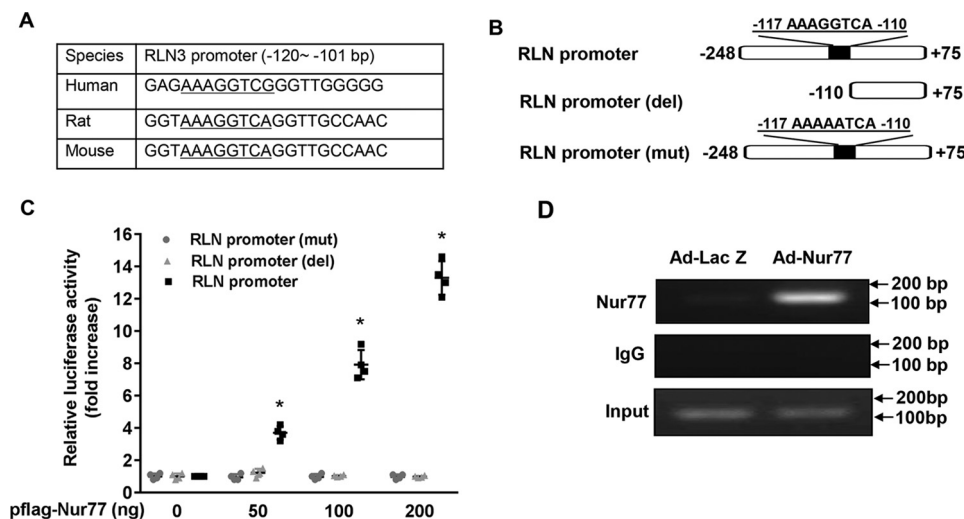 A
Species RLN3 promoter (-120~ -101 bp)
Human GAGAAAGGTCGGGTTGGGGG
Rat GGTAAAGGTCAGGTTGCCAAC
Mouse GGTAAAGGTCAGGTTGCCAAC
B
-117 AAAGGTCA -110
RLN promoter -248 +75
RLN promoter (del) -110 +75
-117 AAAAATCA -110
RLN promoter (mut) -248 +75
C
Relative luciferase activity
(fold increase)
16
14
12
10
8
6
4
2
0
RLN promoter (mut)
RLN promoter (del)
RLN promoter
*
*
*
pflag-Nur77 (ng) 0 50 100 200
D
Ad-Lac Z Ad-Nur77
Nur77 200 bp
100 bp
IgG 200 bp
100 bp
Input 200bp
100bp